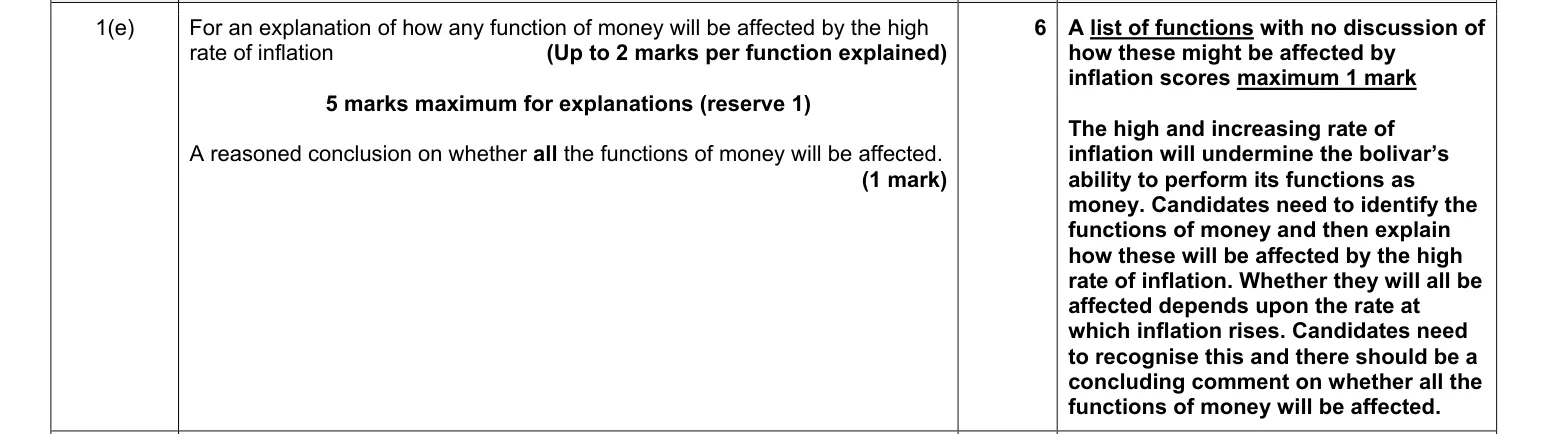 1(e)
For an explanation of how any function of money will be affected by the high
rate of inflation (Up to 2 marks per function explained)
5 marks maximum for explanations (reserve 1)
A reasoned conclusion on whether all the functions of money will be affected.
(1 mark)
6
A list of functions with no discussion of
how these might be affected by
inflation scores maximum 1 mark
The high and increasing rate of
inflation will undermine the bolivar’s
ability to perform its functions as
money. Candidates need to identify the
functions of money and then explain
how these will be affected by the high
rate of inflation. Whether they will all be
affected depends upon the rate at
which inflation rises. Candidates need
to recognise this and there should be a
concluding comment on whether all the
functions of money will be affected.